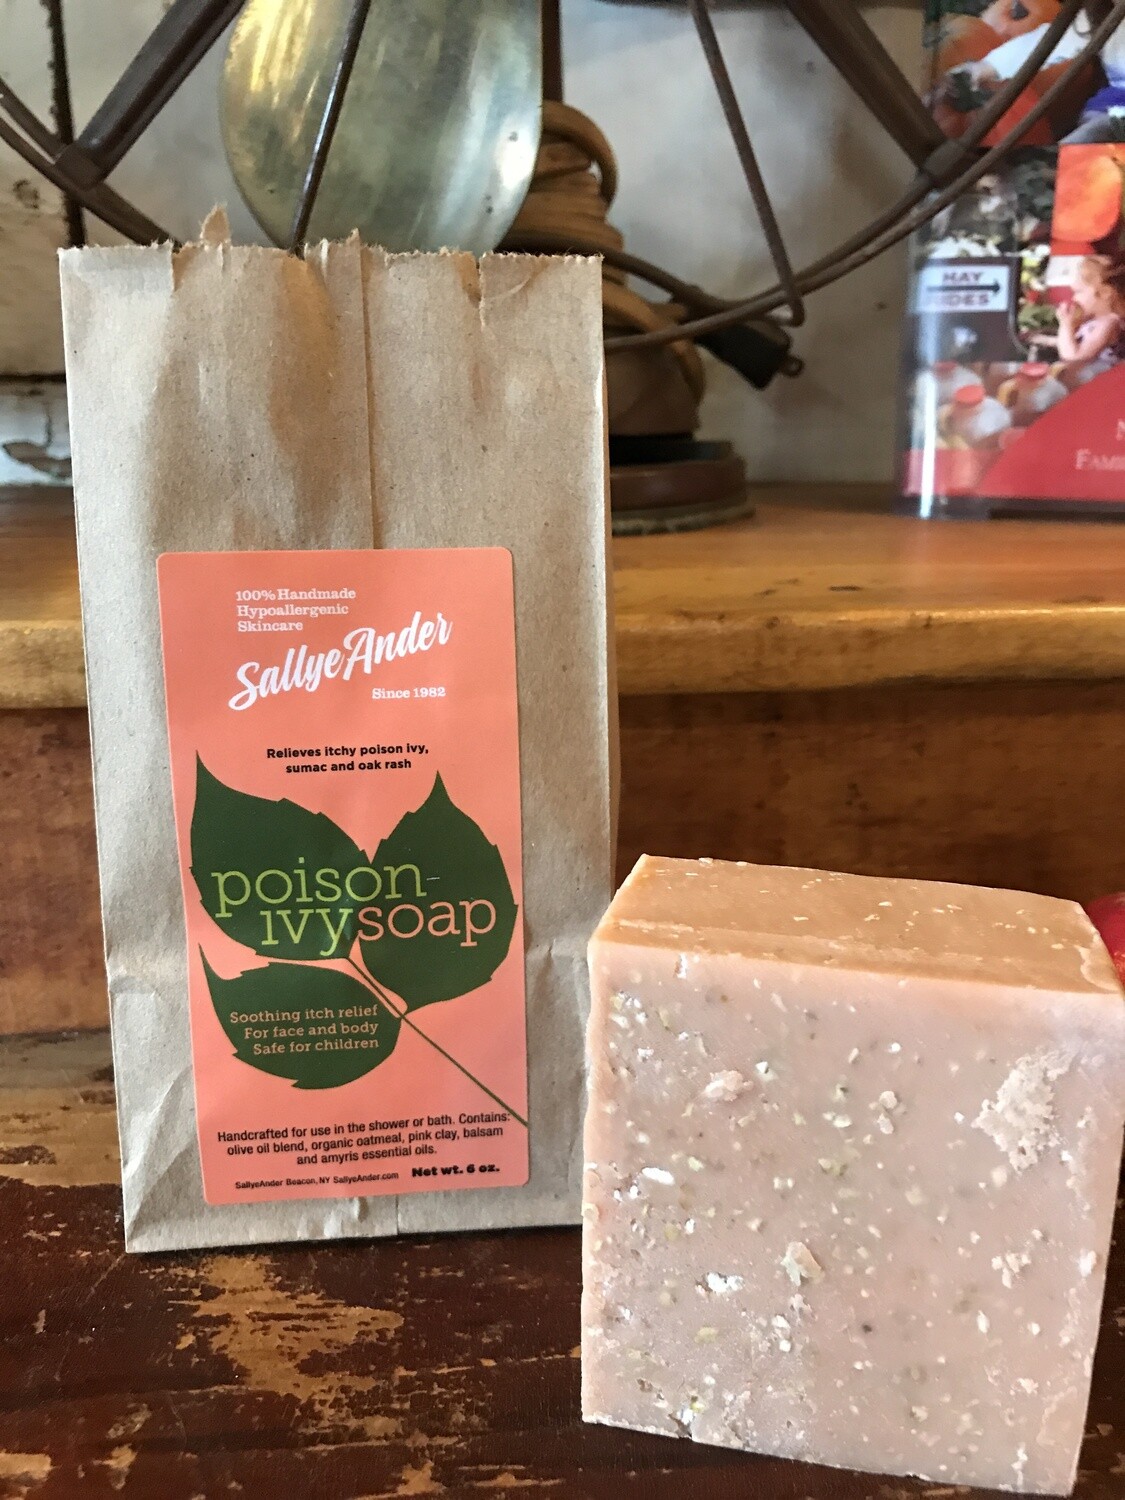 HAY
RIDES
100% Handmade
Hypoallergenic
Skincare
SallyeAnder
Since 1982
Relieves itchy poison ivy,
sumac and oak rash
poison-
ivysoap
Soothing itch relief
For face and body
Safe for children
Handcrafted for use in the shower or bath. Contains:
olive oil blend, organic oatmeal, pink clay, balsam
and amyris essential oils.
SallyeAnder Beacon, NY SallyeAnder.com Net wt. 6 oz.